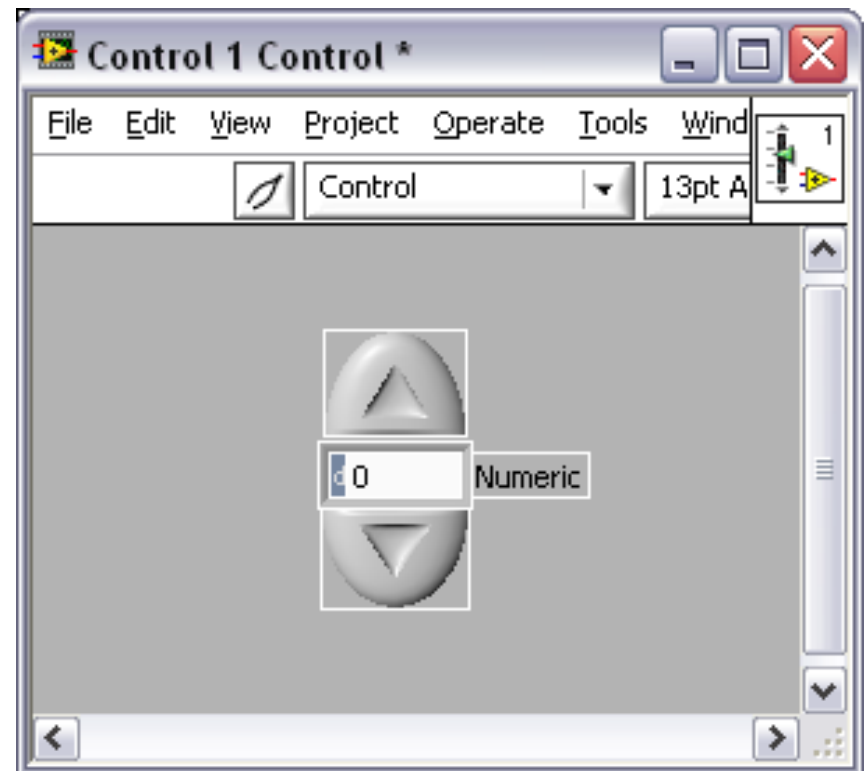 Control 1 Control *
File Edit View Project Operate Tools Wind
1
Control 13pt A
d 0 Numeric